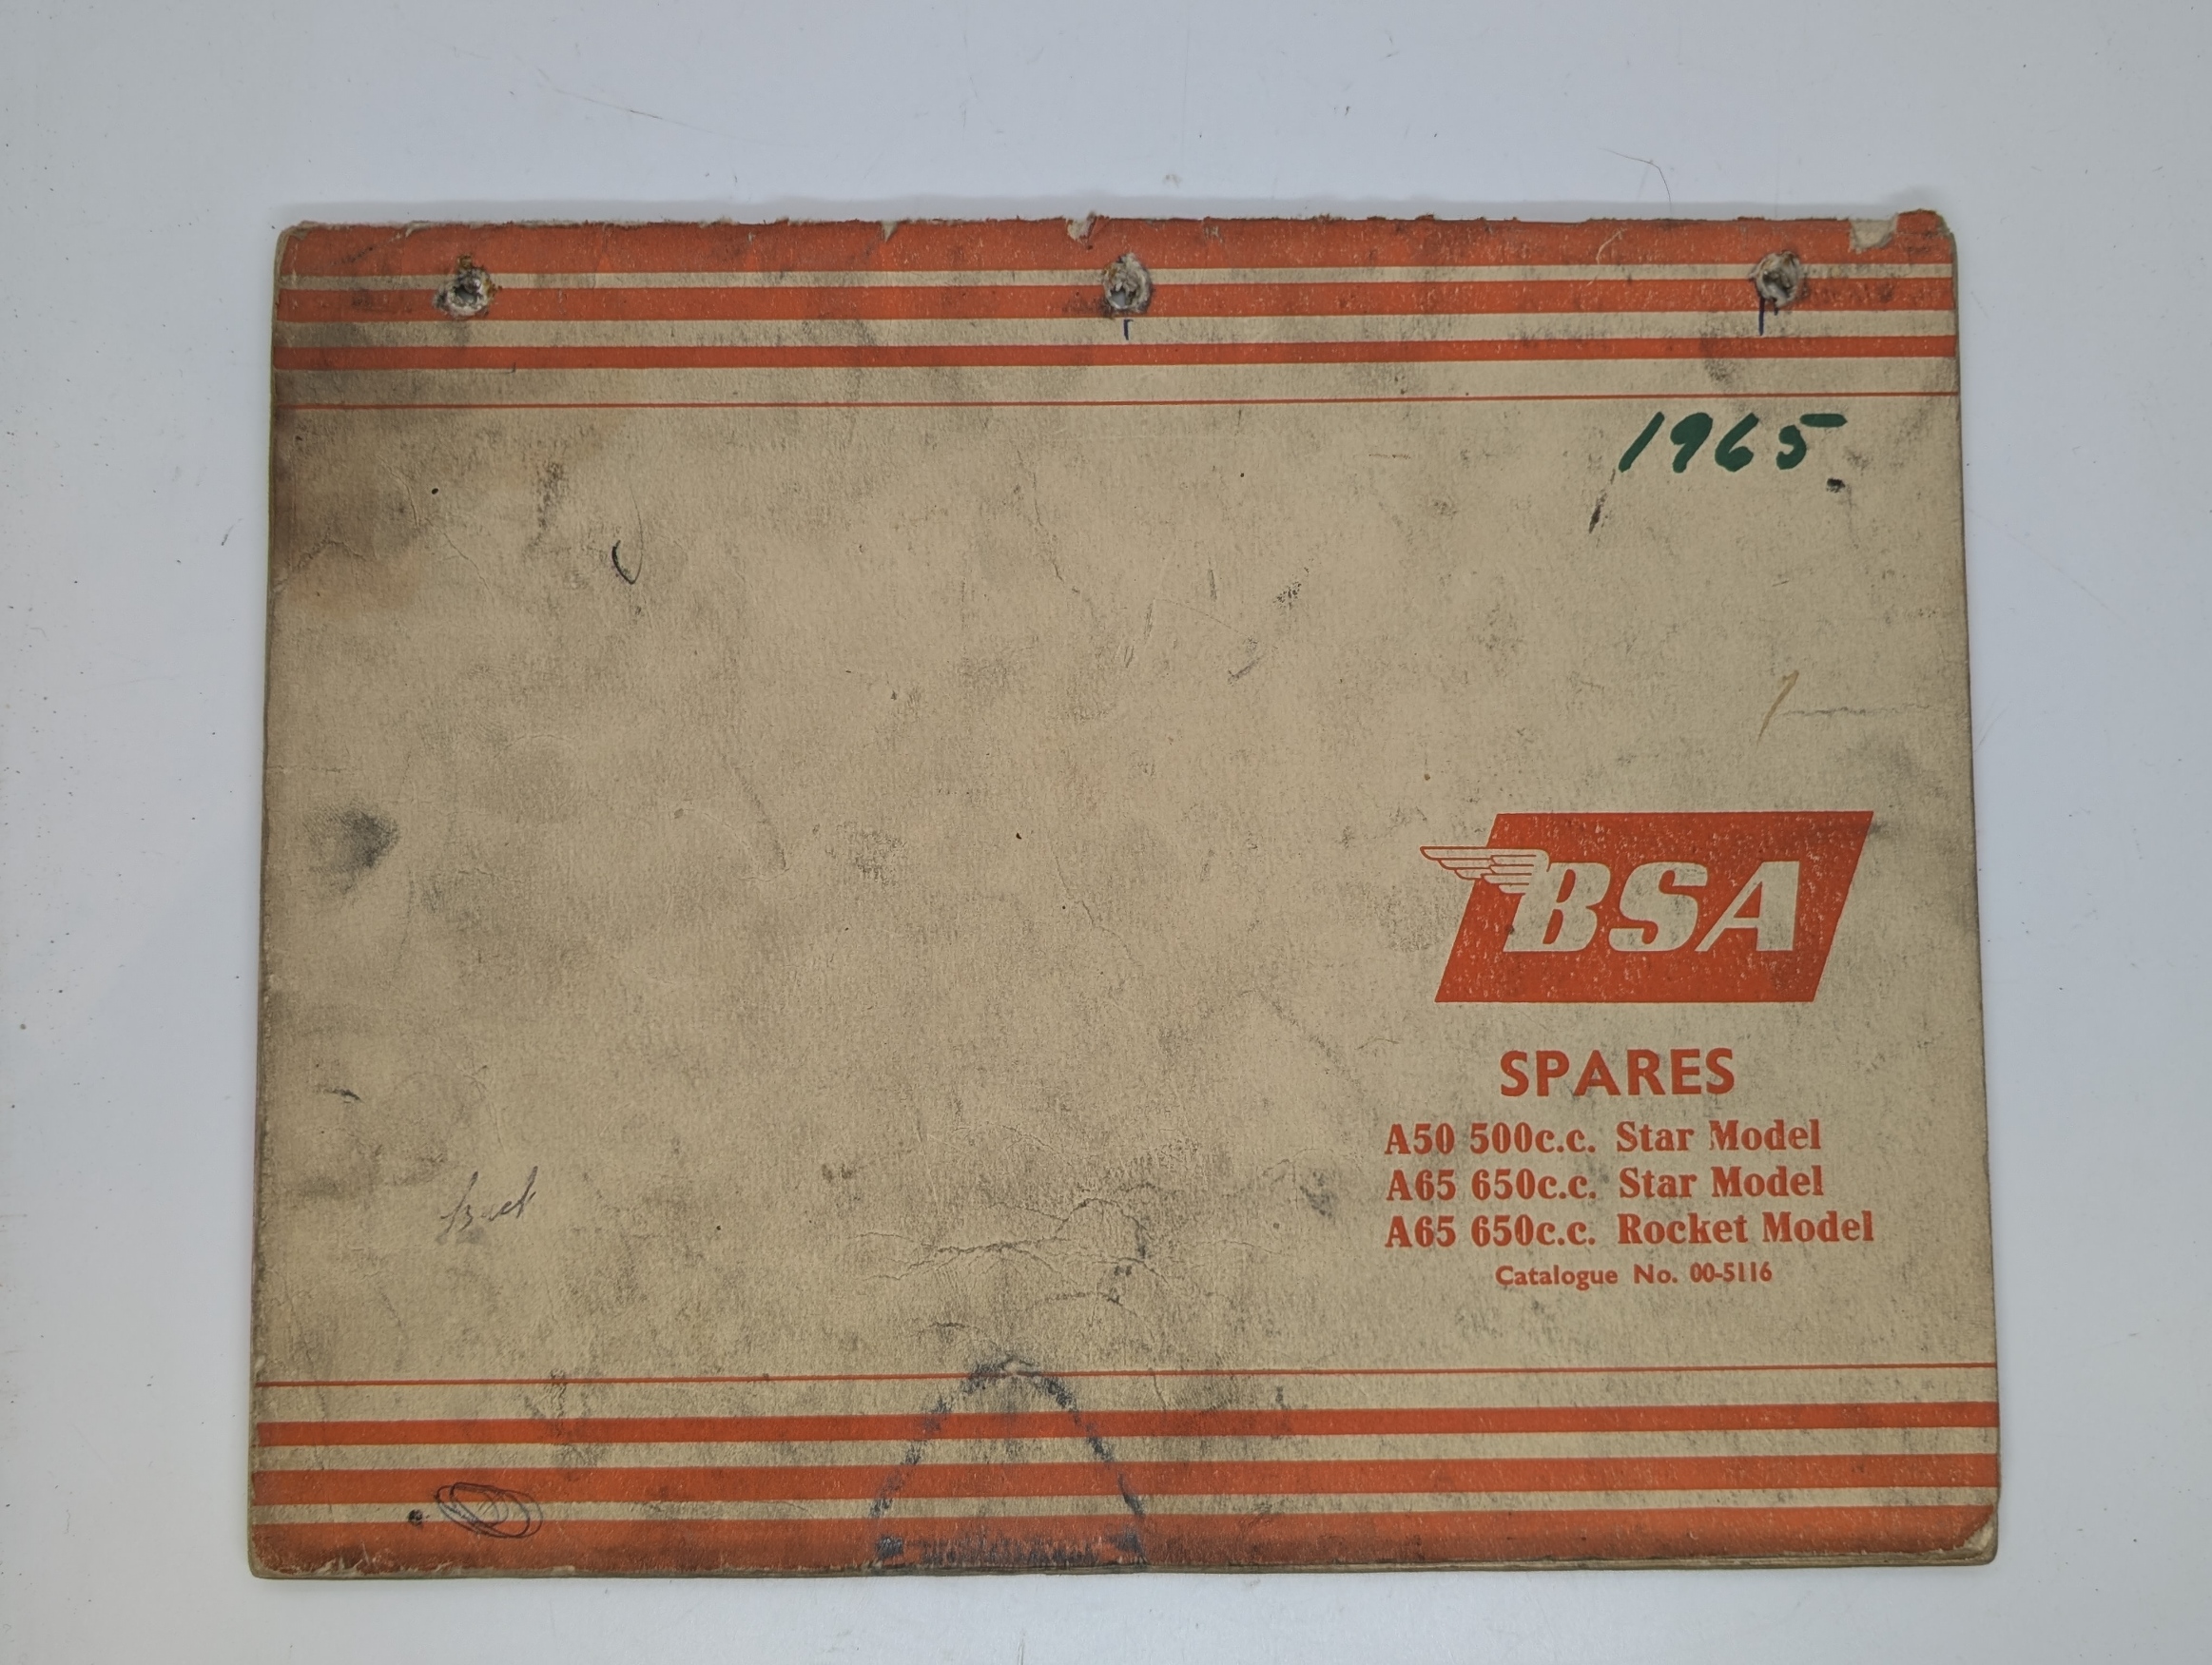 1965
BSA
SPARES
A50 500c.c. Star Model
A65 650c.c. Star Model
A65 650c.c. Rocket Model
Catalogue No. 00-5116